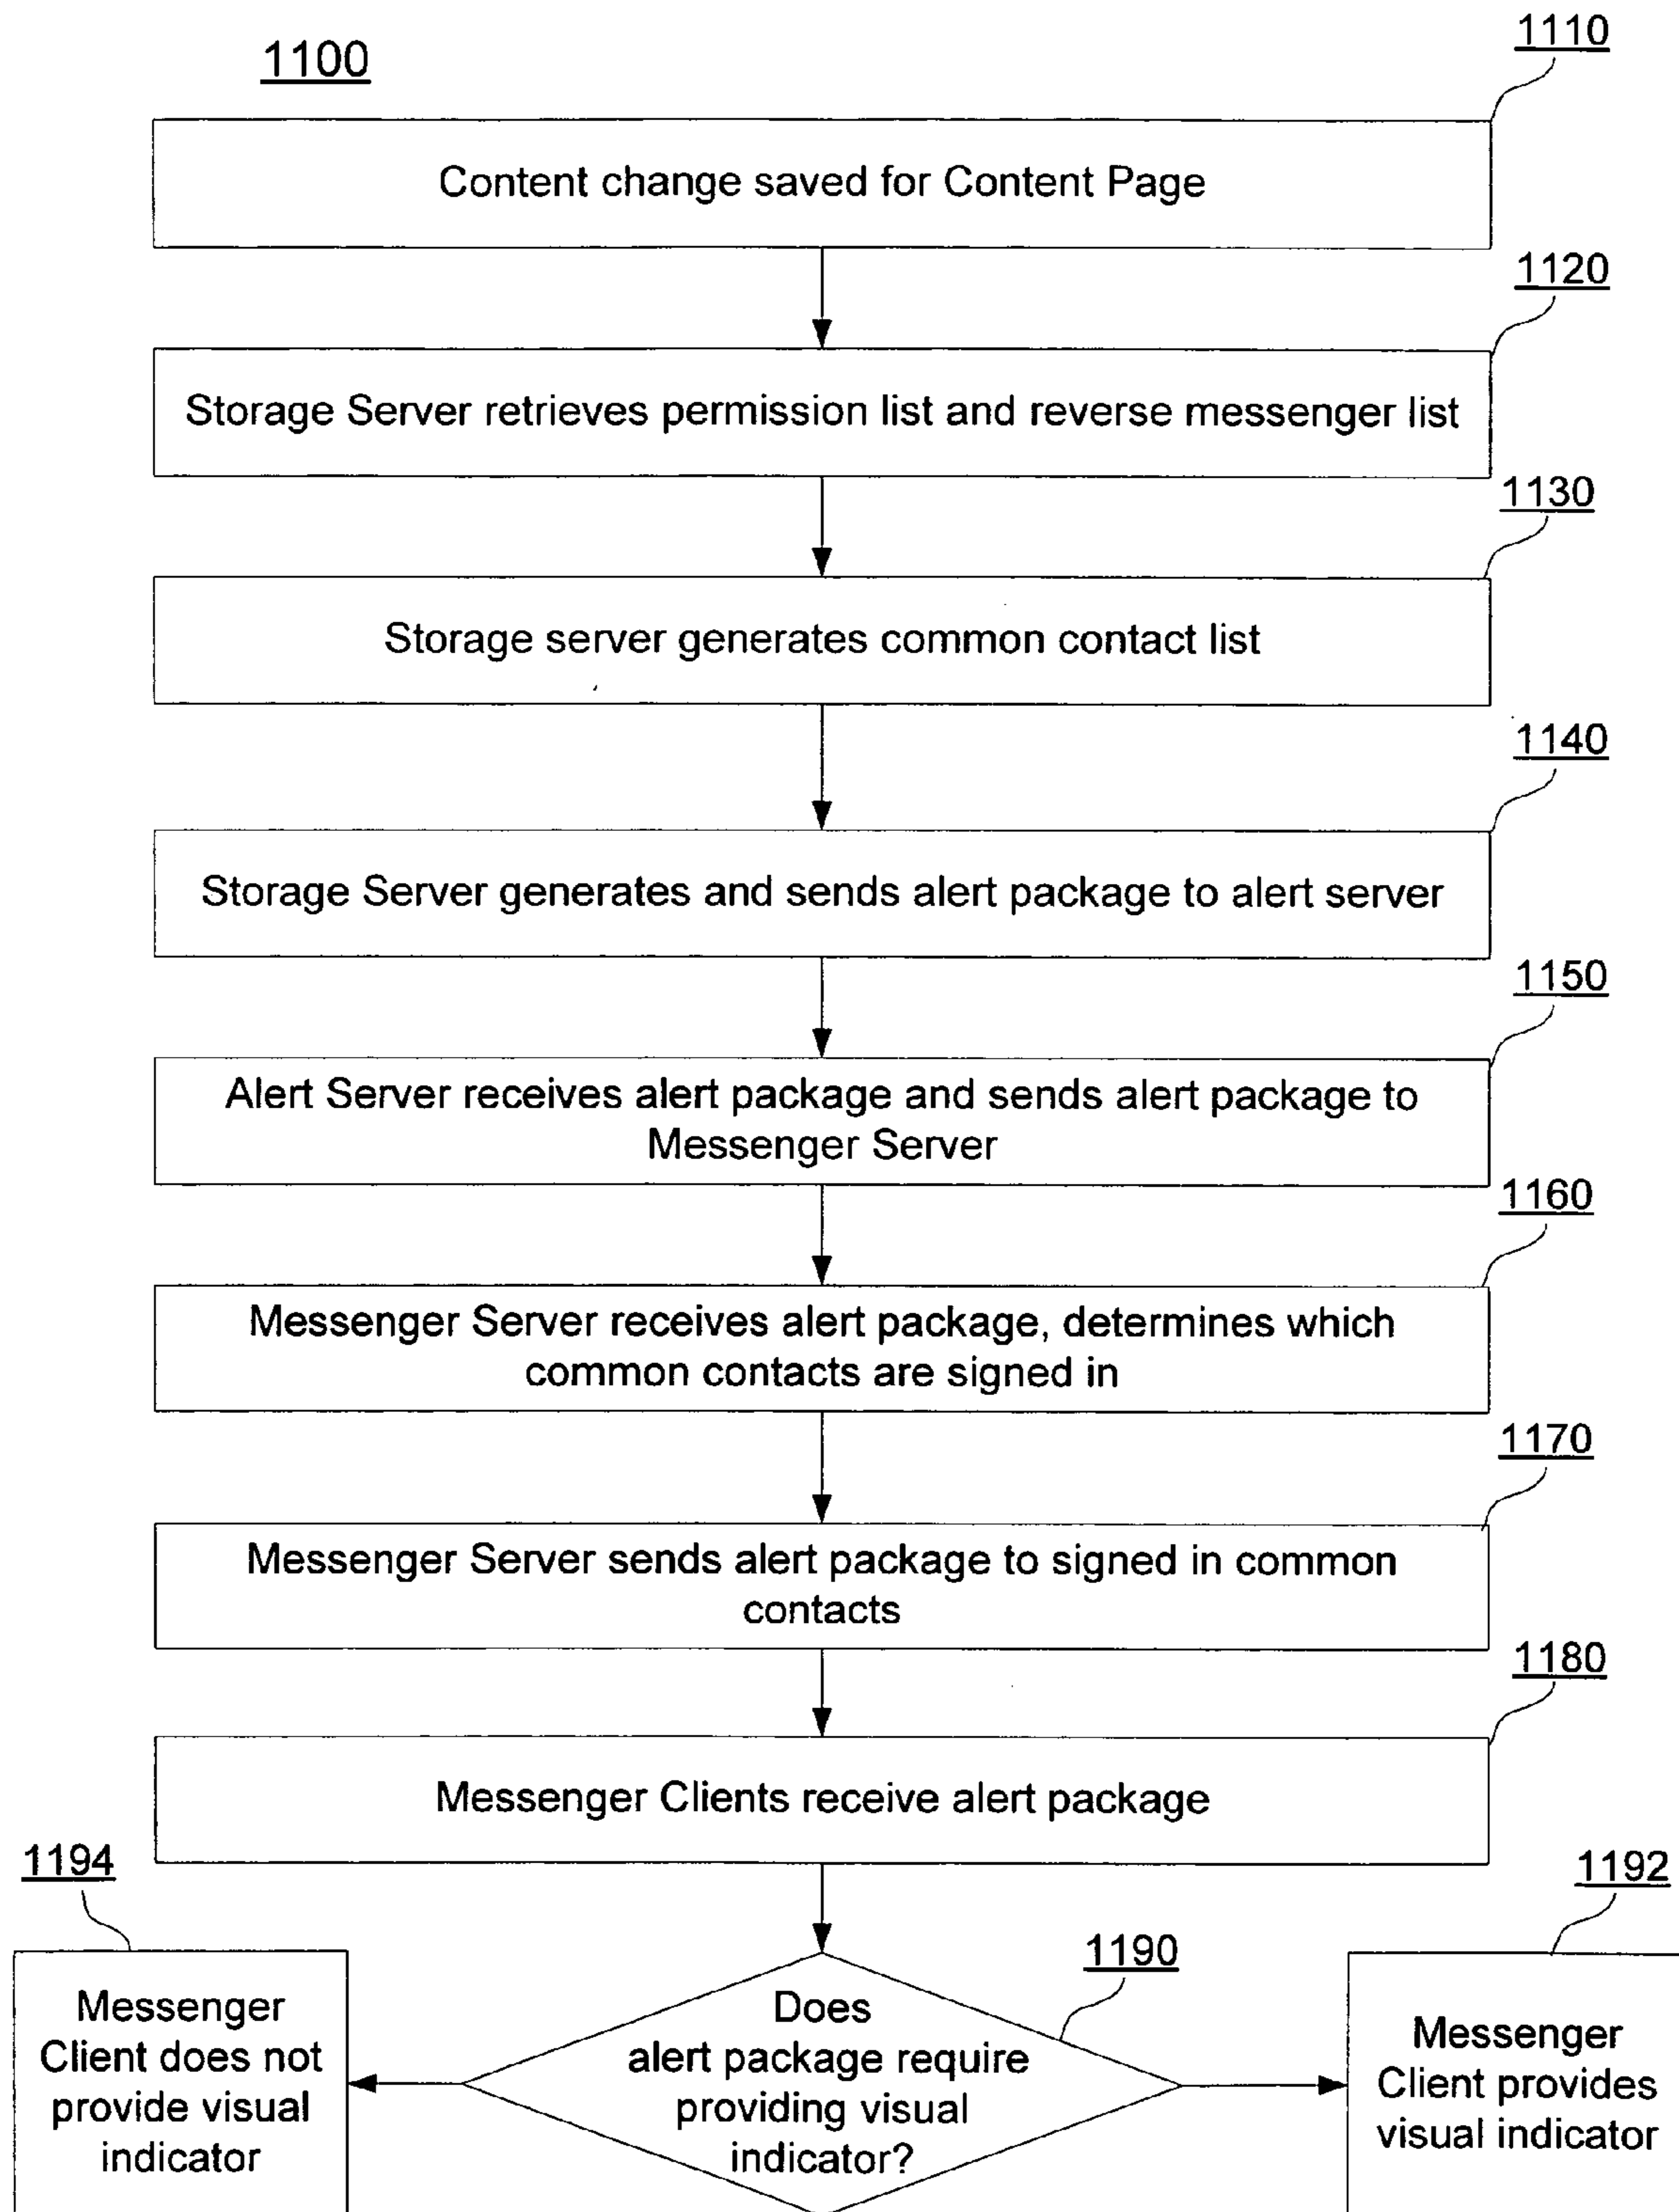 1100
1110
Content change saved for Content Page
1120
Storage Server retrieves permission list and reverse messenger list
1130
Storage server generates common contact list
1140
Storage Server generates and sends alert package to alert server
1150
Alert Server receives alert package and sends alert package to
Messenger Server
1160
Messenger Server receives alert package, determines which
common contacts are signed in
1170
Messenger Server sends alert package to signed in common
contacts
1180
Messenger Clients receive alert package
1194
Messenger
Client does not
provide visual
indicator
1190
Does
alert package require
providing visual
indicator?
1192
Messenger
Client provides
visual indicator